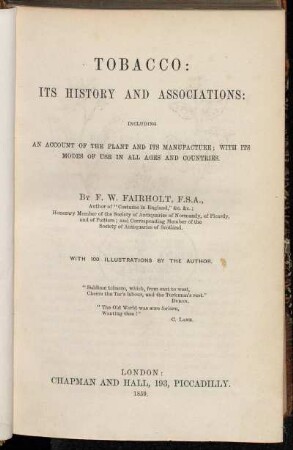 TOBACCO:
ITS HISTORY AND ASSOCIATIONS:
INCLUDING
AN ACCOUNT OF THE PLANT AND ITS MANUFACTURE; WITH ITS
MODES OF USE IN ALL AGES AND COUNTRIES.
BY F. W. FAIRHOLT, F.S.A.,
Author of "Costume in England," &c. &c.;
Honorary Member of the Society of Antiquaries of Normandy, of Picardy,
and of Poitiers; and Corresponding Member of the
Society of Antiquaries of Scotland.
WITH 100 ILLUSTRATIONS BY THE AUTHOR.
"Sublime tobacco, which, from east to west,
Cheers the Tar's labour, and the Turkman's rest."
BYRON.
"The Old World was sure forlorn,
Wanting thee!"
C. LAMB.
LONDON:
CHAPMAN AND HALL, 193, PICCADILLY.
1859.